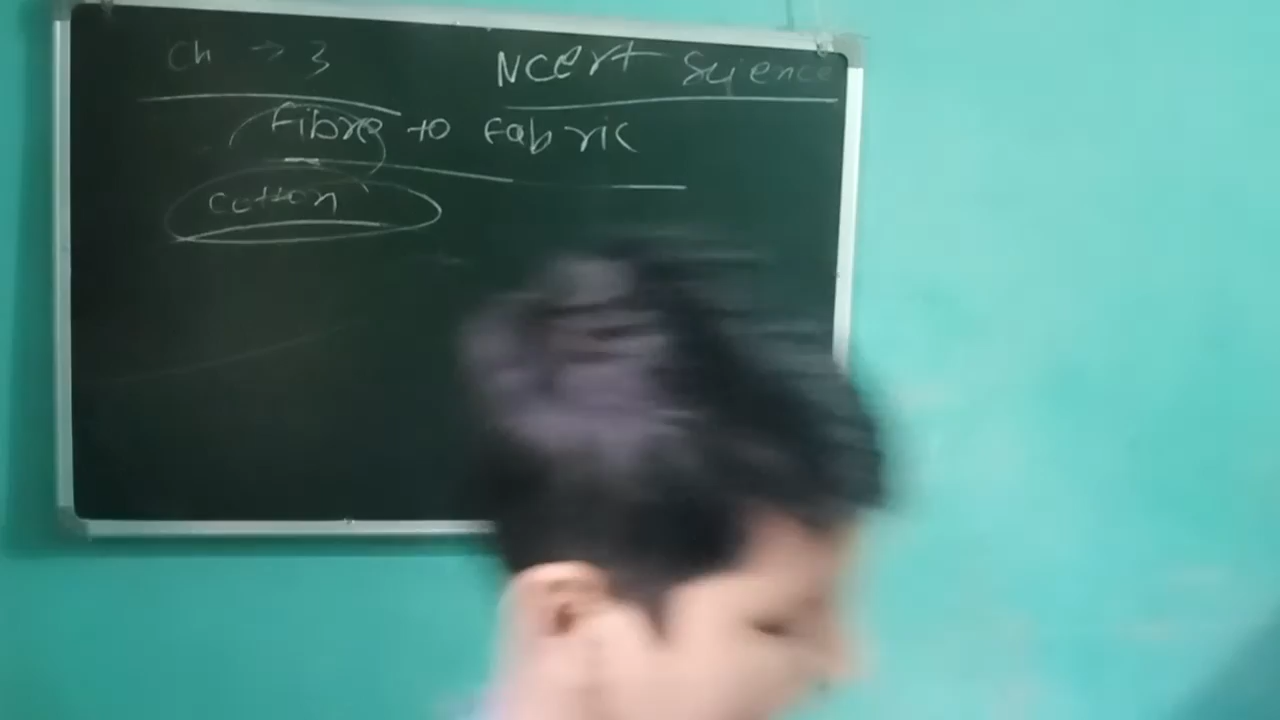 Ch → 3 NCert Science
Fibre to Fabric
cotton